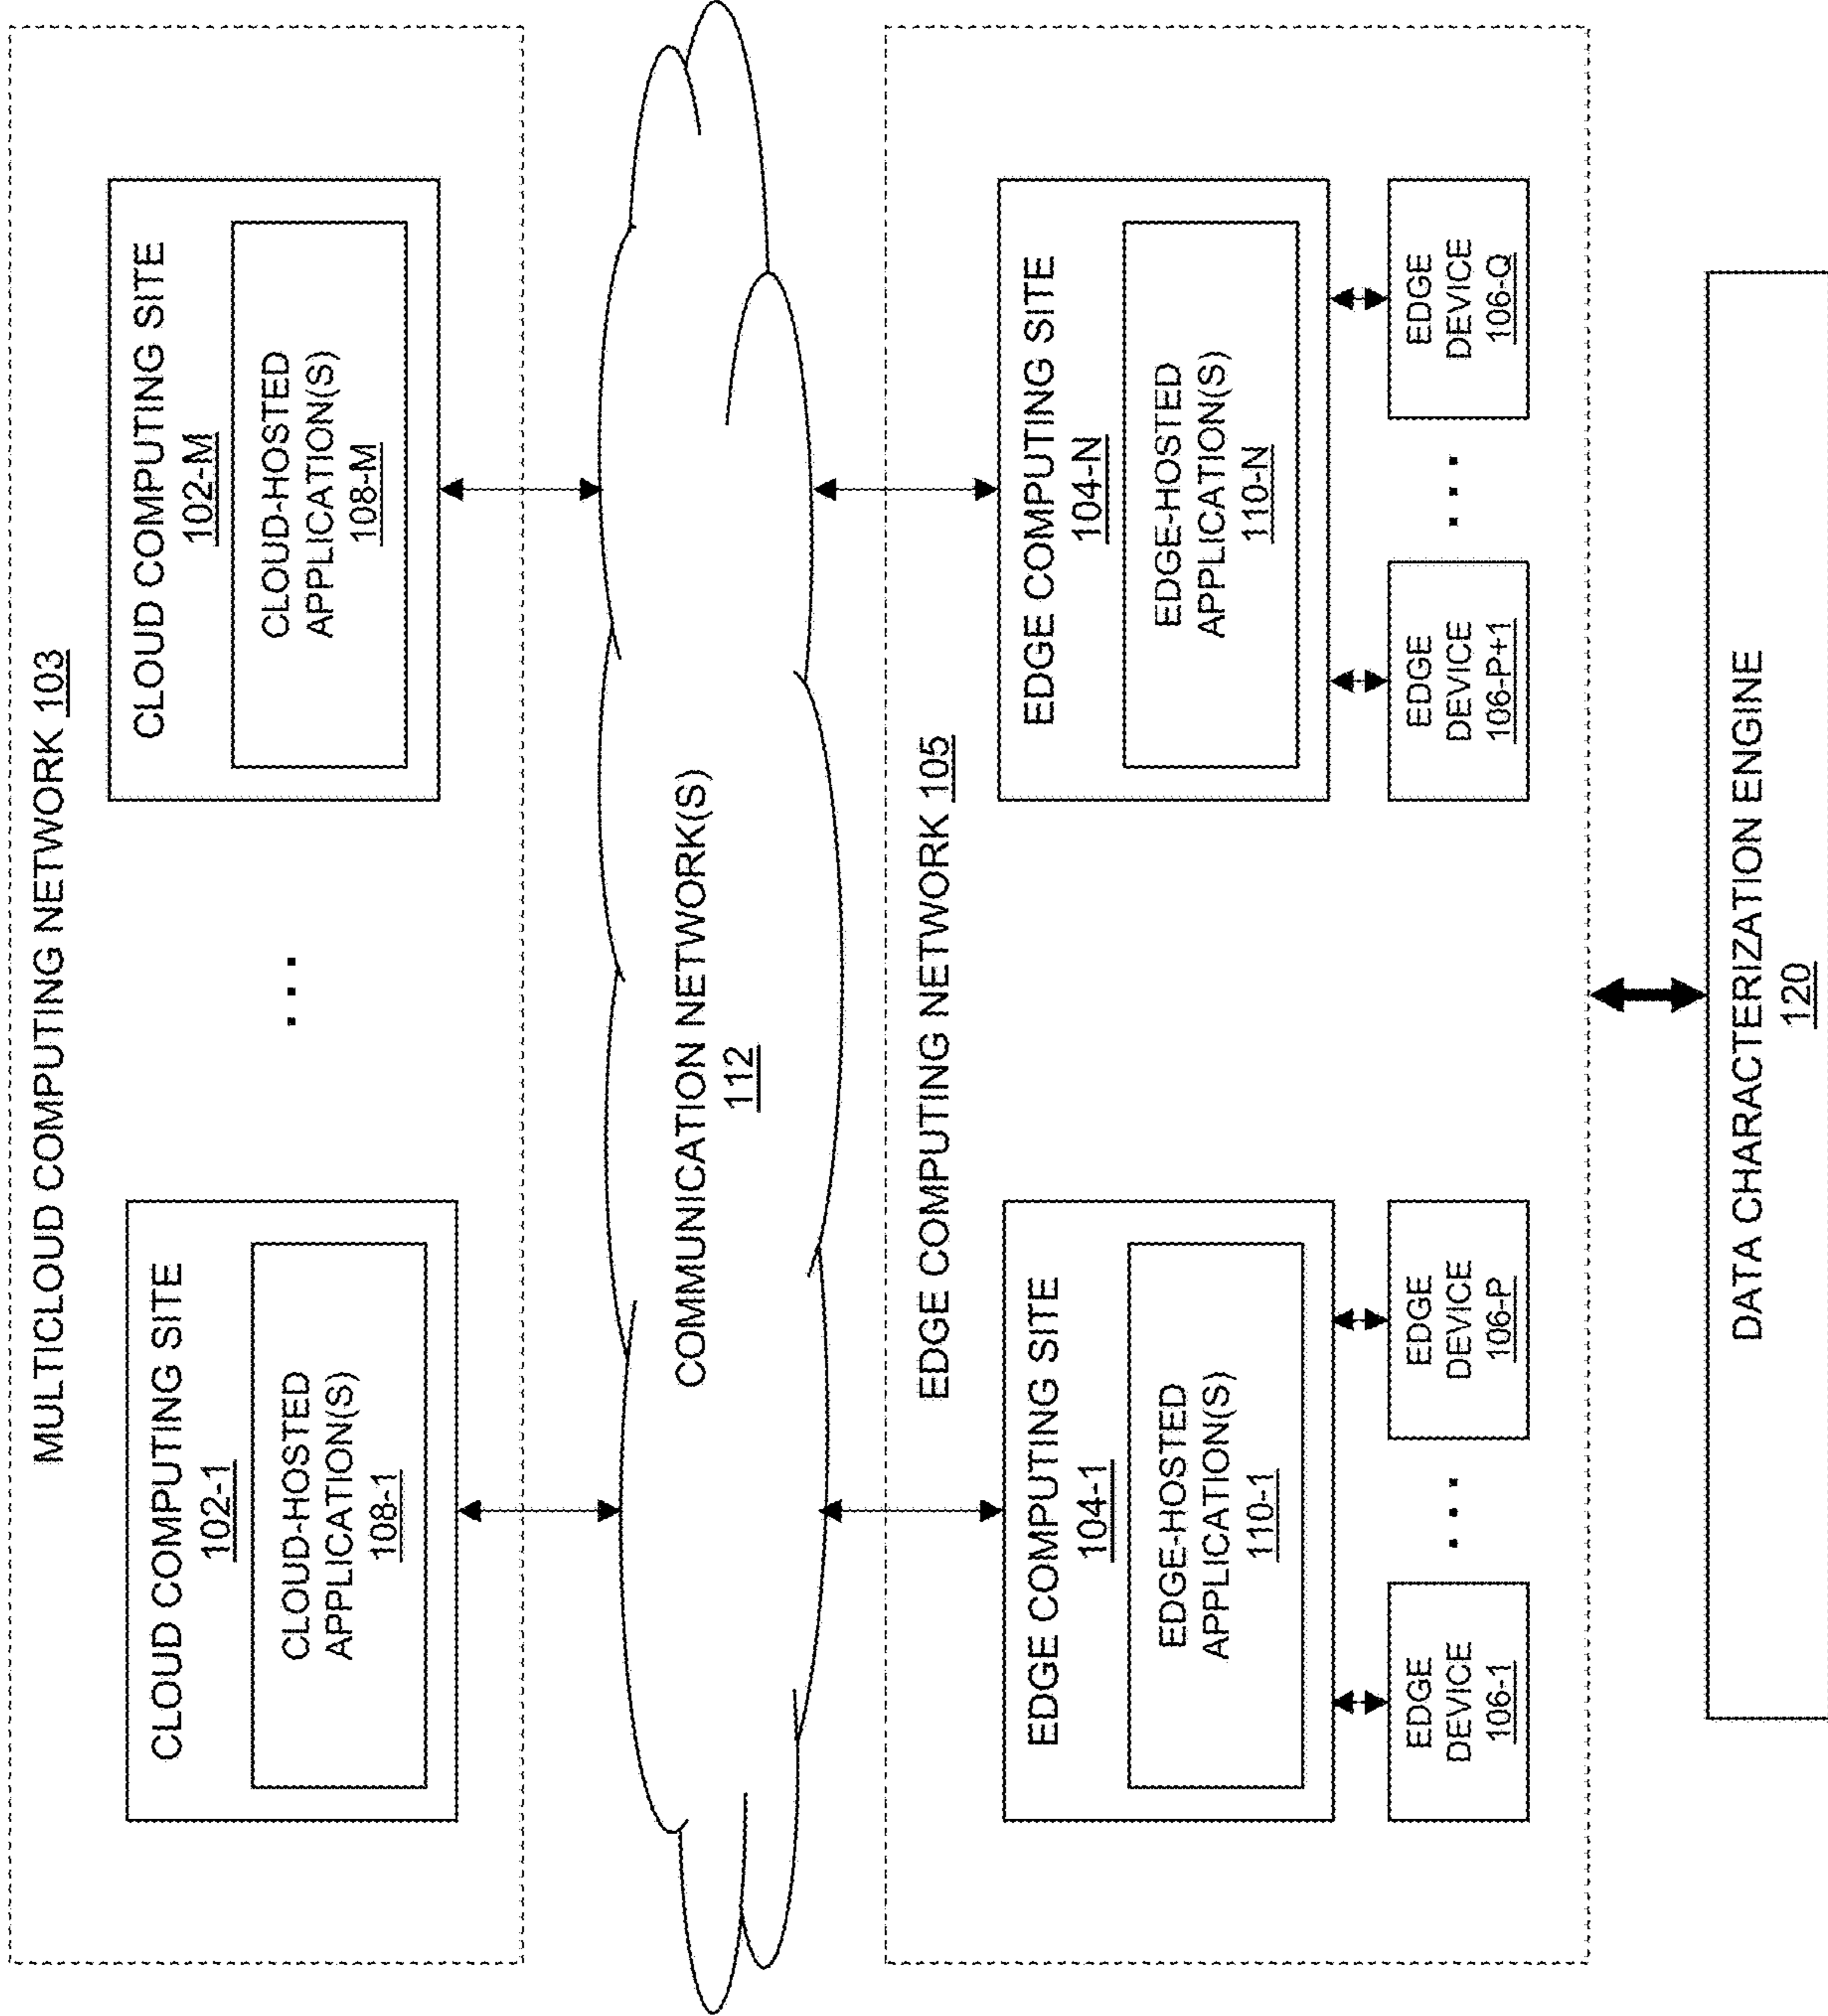 MULTICLOUD COMPUTING NETWORK 103
CLOUD COMPUTING SITE
102-1
CLOUD-HOSTED
APPLICATION(S)
108-1
. . .
CLOUD COMPUTING SITE
102-M
CLOUD-HOSTED
APPLICATION(S)
108-M
COMMUNICATION NETWORK(S)
112
EDGE COMPUTING NETWORK 105
EDGE COMPUTING SITE
104-1
EDGE-HOSTED
APPLICATION(S)
110-1
EDGE
DEVICE
106-1
. . .
EDGE
DEVICE
106-P
EDGE COMPUTING SITE
104-N
EDGE-HOSTED
APPLICATION(S)
110-N
EDGE
DEVICE
106-P+1
. . .
EDGE
DEVICE
106-Q
DATA CHARACTERIZATION ENGINE
120